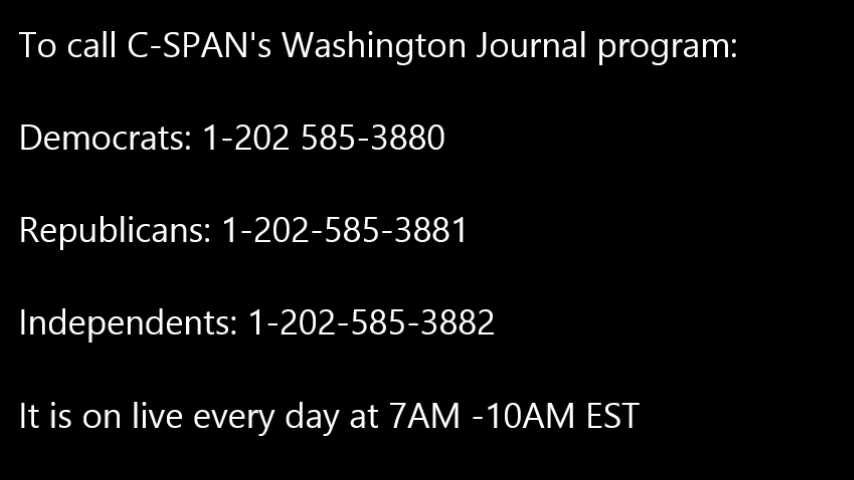 To call C-SPAN's Washington Journal program:
Democrats: 1-202 585-3880
Republicans: 1-202-585-3881
Independents: 1-202-585-3882
It is on live every day at 7AM -10AM EST